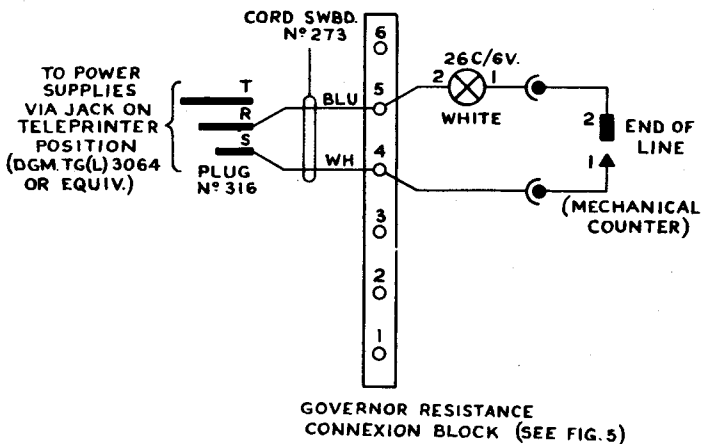 CORD SWBD.
Nº 273
TO POWER
SUPPLIES
VIA JACK ON
TELEPRINTER
POSITION
(DGM. TG(L) 3064
OR EQUIV.)
T
R
S
PLUG
Nº 316
BLU
WH
6
5
4
3
2
1
26C/6V.
2
1
WHITE
2
1
END OF
LINE
(MECHANICAL
COUNTER)
GOVERNOR RESISTANCE
CONNEXION BLOCK (SEE FIG. 5)